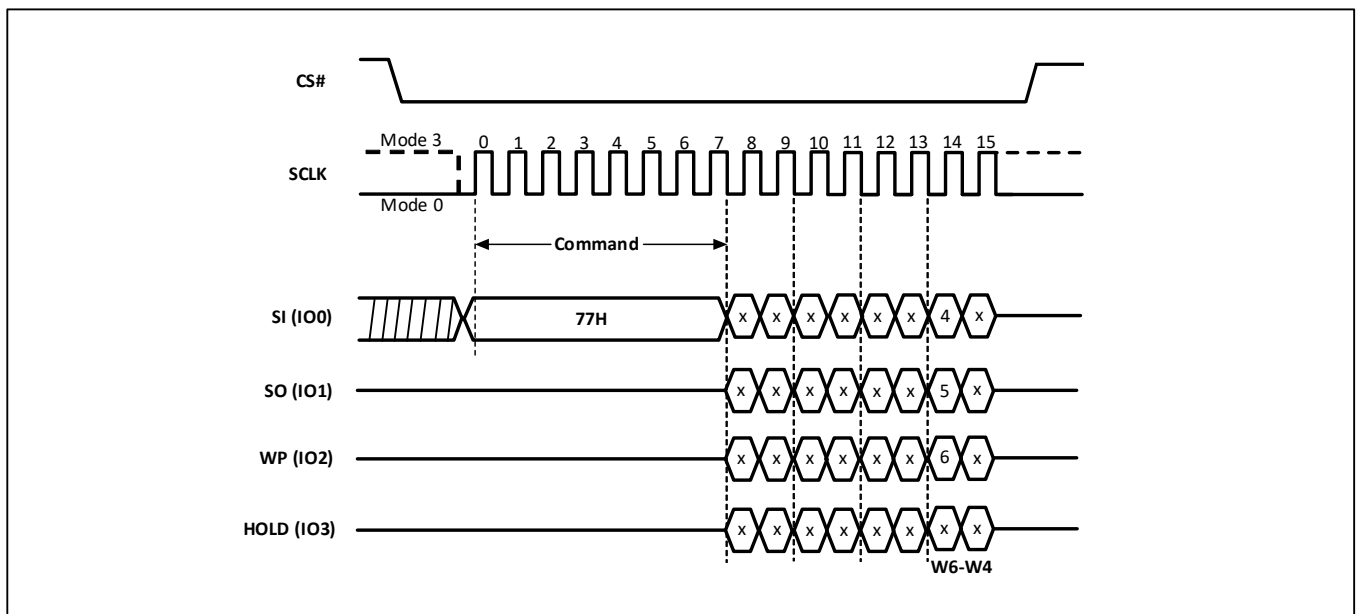 CS#
Mode 3
0 1 2 3 4 5 6 7 8 9 10 11 12 13 14 15
SCLK
Mode 0
Command
SI (IO0) 77H x x x x x x 4 x
SO (IO1) x x x x x x 5 x
WP (IO2) x x x x x x 6 x
HOLD (IO3) x x x x x x x x
W6-W4